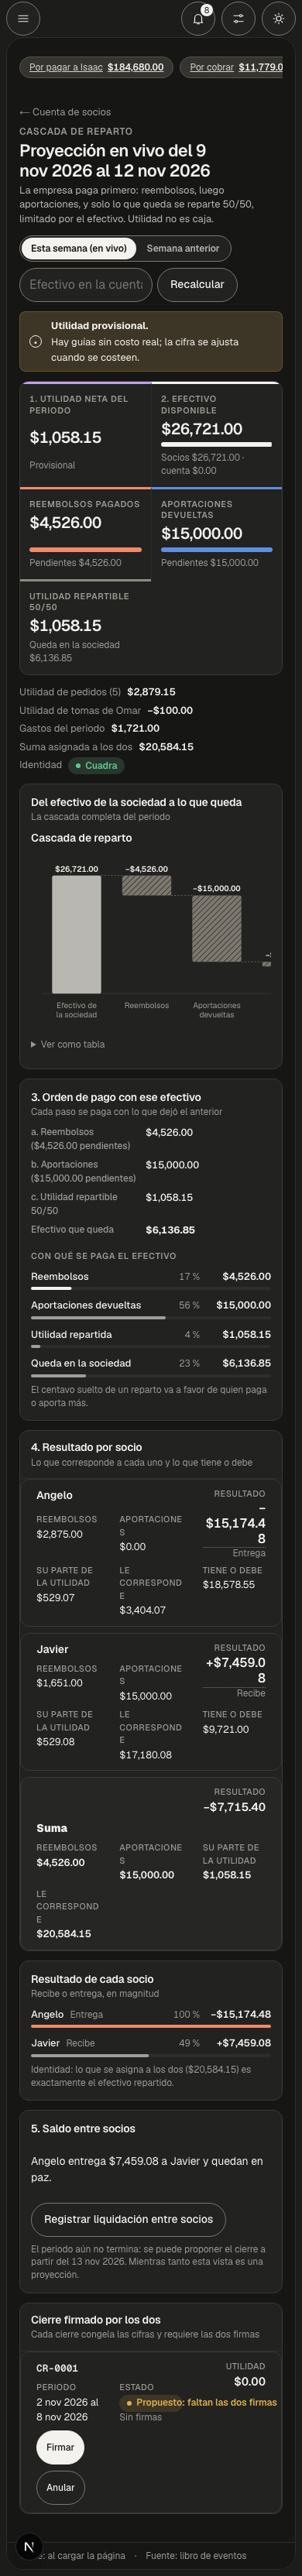 8
Por pagar a Isaac $184,680.00
Por cobrar $11,779.0
← Cuenta de socios
CASCADA DE REPARTO
Proyección en vivo del 9
nov 2026 al 12 nov 2026
La empresa paga primero: reembolsos, luego
aportaciones, y solo lo que queda se reparte 50/50,
limitado por el efectivo. Utilidad no es caja.
Esta semana (en vivo) Semana anterior
Efectivo en la cuenta Recalcular
Utilidad provisional.
Hay guías sin costo real; la cifra se ajusta
cuando se costeen.
1. UTILIDAD NETA DEL
PERIODO
$1,058.15
Provisional
2. EFECTIVO
DISPONIBLE
$26,721.00
Socios $26,721.00 ·
cuenta $0.00
REEMBOLSOS PAGADOS
$4,526.00
Pendientes $4,526.00
APORTACIONES
DEVUELTAS
$15,000.00
Pendientes $15,000.00
UTILIDAD REPARTIBLE
50/50
$1,058.15
Queda en la sociedad
$6,136.85
Utilidad de pedidos (5) $2,879.15
Utilidad de tomas de Omar −$100.00
Gastos del periodo $1,721.00
Suma asignada a los dos $20,584.15
Identidad Cuadra
Del efectivo de la sociedad a lo que queda
La cascada completa del periodo
Cascada de reparto
$26,721.00
−$4,526.00
−$15,000.00
Efectivo de
la sociedad
Reembolsos
Aportaciones
devueltas
▶ Ver como tabla
3. Orden de pago con ese efectivo
Cada paso se paga con lo que dejó el anterior
a. Reembolsos
($4,526.00 pendientes)
$4,526.00
b. Aportaciones
($15,000.00 pendientes)
$15,000.00
c. Utilidad repartible
50/50
$1,058.15
Efectivo que queda $6,136.85
CON QUÉ SE PAGA EL EFECTIVO
Reembolsos 17 % $4,526.00
Aportaciones devueltas 56 % $15,000.00
Utilidad repartida 4 % $1,058.15
Queda en la sociedad 23 % $6,136.85
El centavo suelto de un reparto va a favor de quien paga
o aporta más.
4. Resultado por socio
Lo que corresponde a cada uno y lo que tiene o debe
Angelo
RESULTADO
−
$15,174.4
8
Entrega
REEMBOLSOS
$2,875.00
APORTACIONE
S
$0.00
SU PARTE DE
LA UTILIDAD
$529.07
LE
CORRESPOND
E
$3,404.07
TIENE O DEBE
$18,578.55
Javier
RESULTADO
+$7,459.0
8
Recibe
REEMBOLSOS
$1,651.00
APORTACIONE
S
$15,000.00
SU PARTE DE
LA UTILIDAD
$529.08
LE
CORRESPOND
E
$17,180.08
TIENE O DEBE
$9,721.00
RESULTADO
−$7,715.40
Suma
REEMBOLSOS
$4,526.00
APORTACIONE
S
$15,000.00
SU PARTE DE
LA UTILIDAD
$1,058.15
LE
CORRESPOND
E
$20,584.15
Resultado de cada socio
Recibe o entrega, en magnitud
Angelo Entrega 100 % −$15,174.48
Javier Recibe 49 % +$7,459.08
Identidad: lo que se asigna a los dos ($20,584.15) es
exactamente el efectivo repartido.
5. Saldo entre socios
Angelo entrega $7,459.08 a Javier y quedan en
paz.
Registrar liquidación entre socios
El periodo aún no termina: se puede proponer el cierre a
partir del 13 nov 2026. Mientras tanto esta vista es una
proyección.
Cierre firmado por los dos
Cada cierre congela las cifras y requiere las dos firmas
CR-0001
UTILIDAD
$0.00
PERIODO
2 nov 2026 al
8 nov 2026
ESTADO
Propuesto: faltan las dos firmas
Sin firmas
Firmar
Anular
N
: al cargar la página · Fuente: libro de eventos